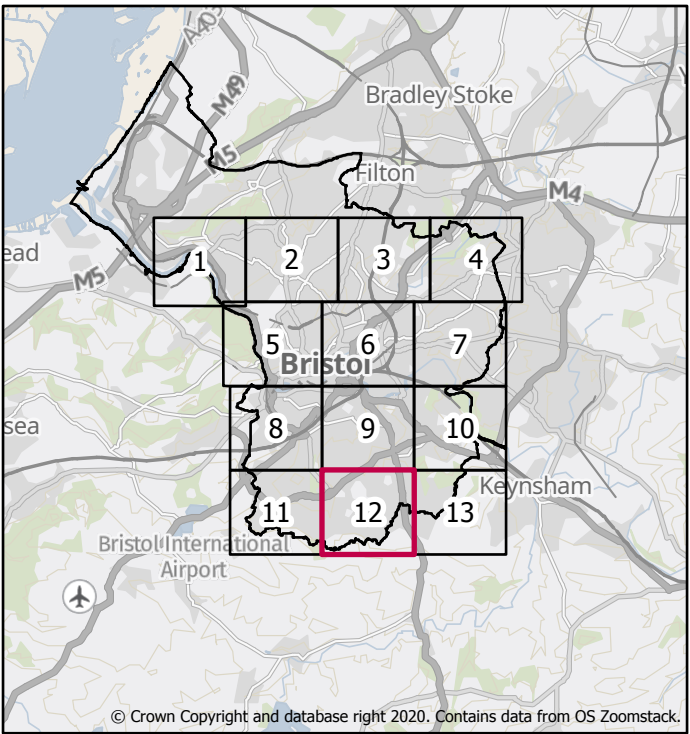 A403
M49
Bradley Stoke
M5
Filton
M4
ead
M5
1
2
3
4
5
6
7
Bristol
sea
8
9
10
Keynsham
11
12
13
Bristol International
Airport
© Crown Copyright and database right 2020. Contains data from OS Zoomstack.